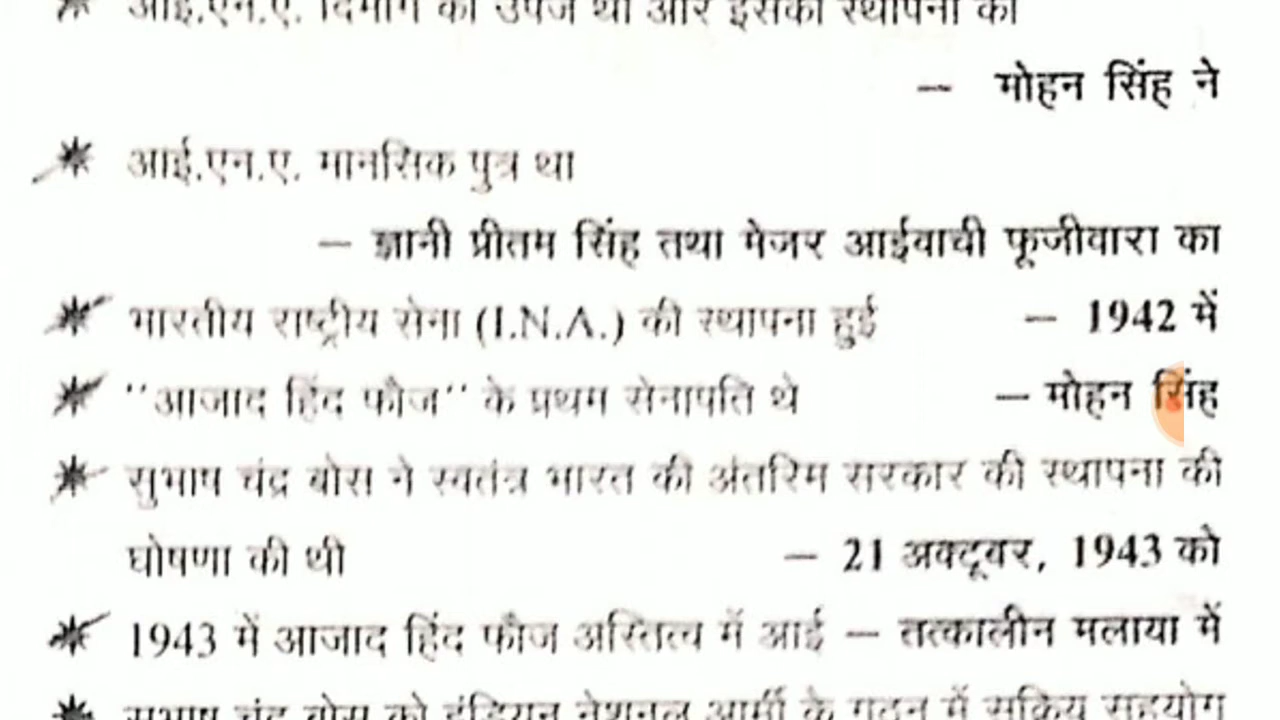 आई.एन.ए. दिमाग की उपज थी और इसकी स्थापना की
— मोहन सिंह ने
* आई.एन.ए. मानसिक पुत्र था
— ज्ञानी प्रीतम सिंह तथा मेजर आईवाची फूजीवारा का
* भारतीय राष्ट्रीय सेना (I.N.A.) की स्थापना हुई — 1942 में
* "आजाद हिंद फौज" के प्रथम सेनापति थे — मोहन सिंह
* सुभाष चंद्र बोस ने स्वतंत्र भारत की अंतरिम सरकार की स्थापना की
घोषणा की थी — 21 अक्टूबर, 1943 को
* 1943 में आजाद हिंद फौज अस्तित्व में आई — तत्कालीन मलाया में
* सुभाष चंद्र बोस को इंडियन नेशनल आर्मी के गठन में सक्रिय सहयोग